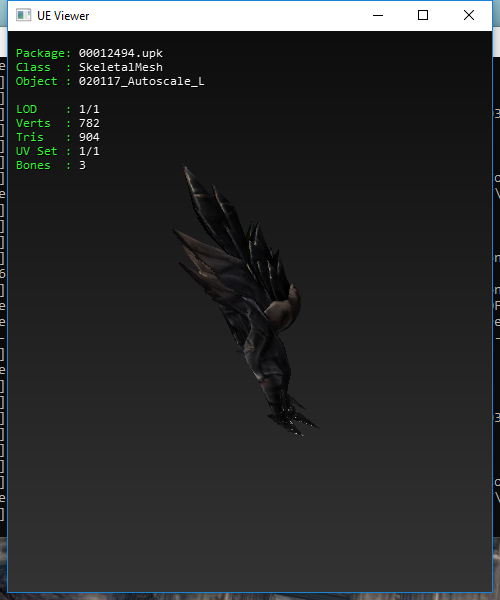 UE Viewer
Package: 00012494.upk
Class : SkeletalMesh
Object : 020117_Autoscale_L
LOD : 1/1
Verts : 782
Tris : 904
UV Set : 1/1
Bones : 3